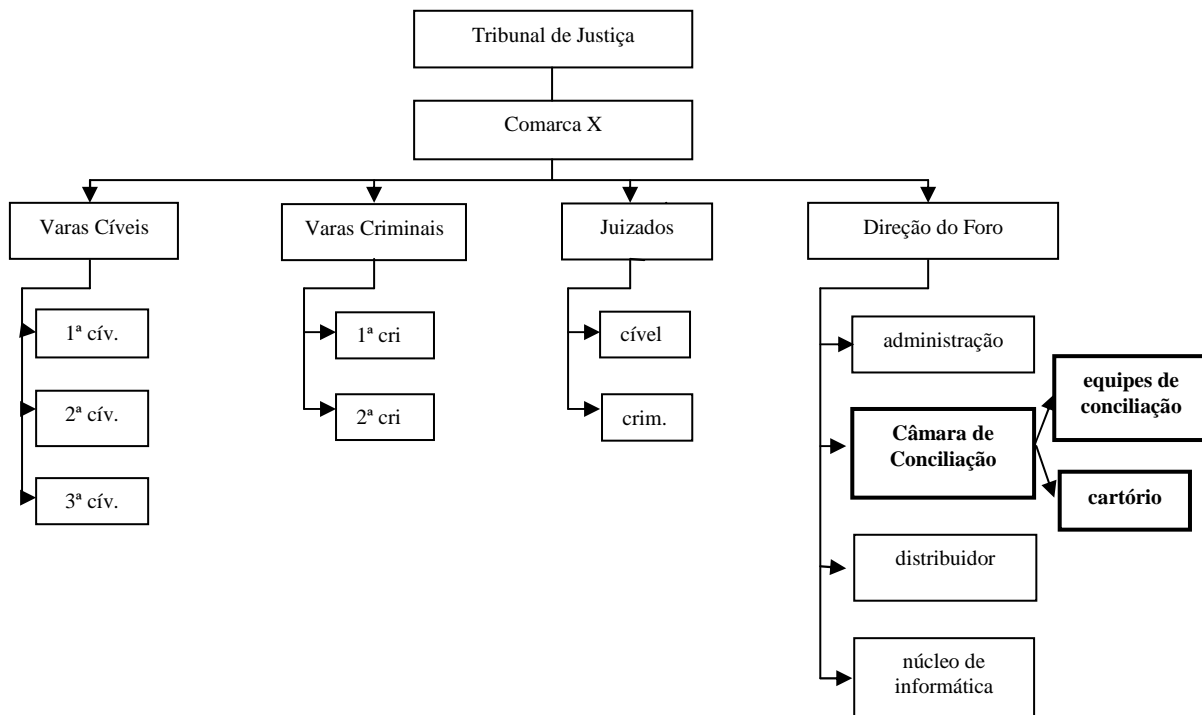 Tribunal de Justiça
Comarca X
Varas Cíveis
Varas Criminais
Juizados
Direção do Foro
1ª cív.
2ª cív.
3ª cív.
1ª cri
2ª cri
cível
crim.
administração
Câmara de
Conciliação
equipes de
conciliação
cartório
distribuidor
núcleo de
informática